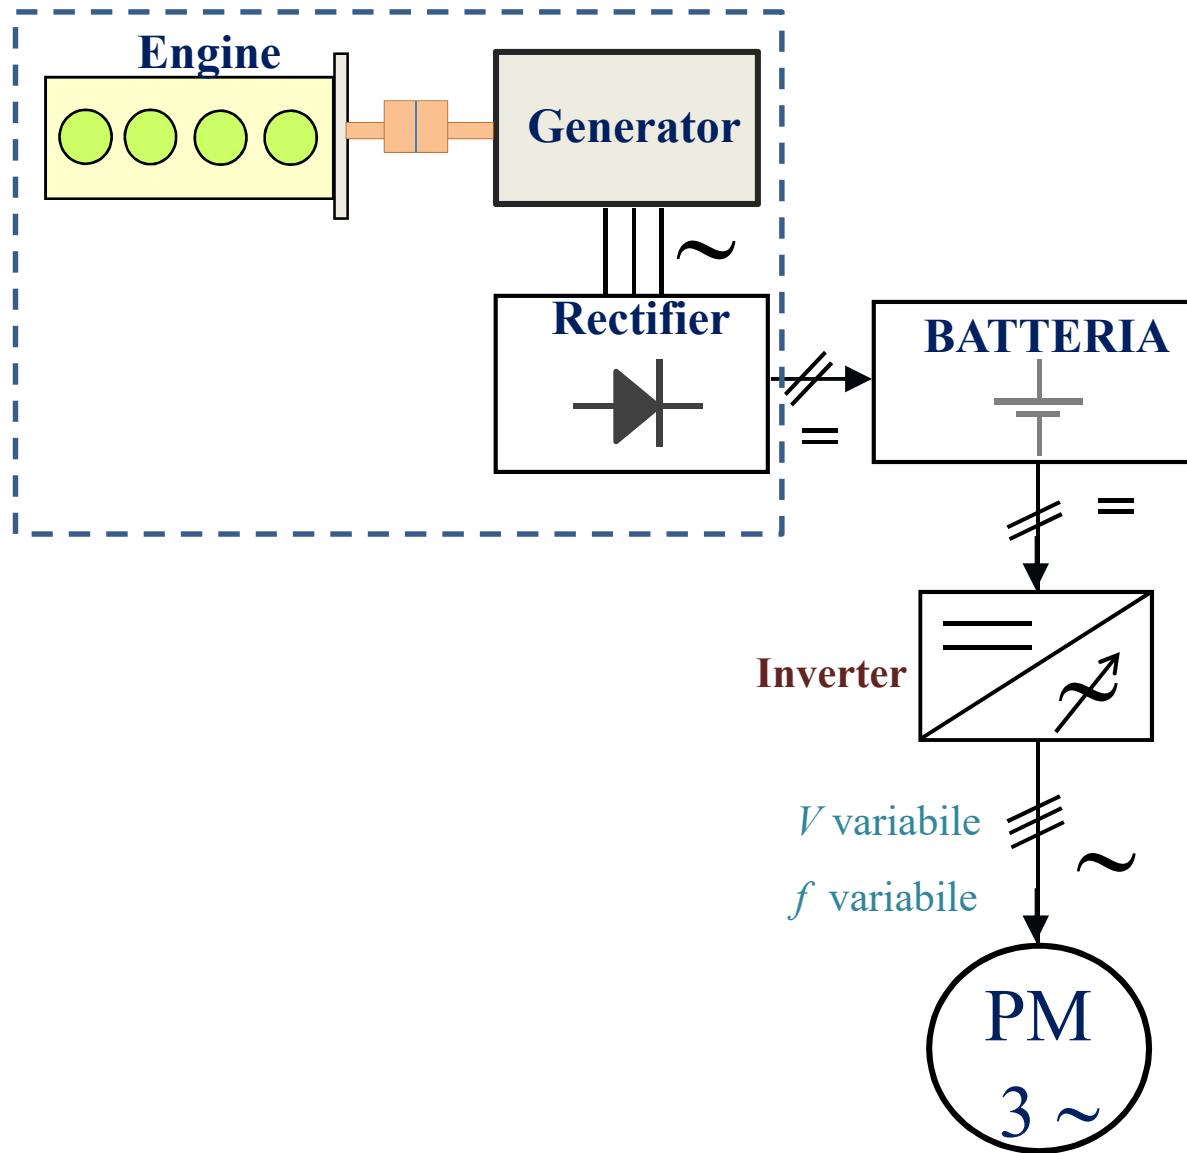 Engine
Generator
~
Rectifier
BATTERIA
=
=
Inverter
~
V variabile
~
f variabile
PM
3 ~